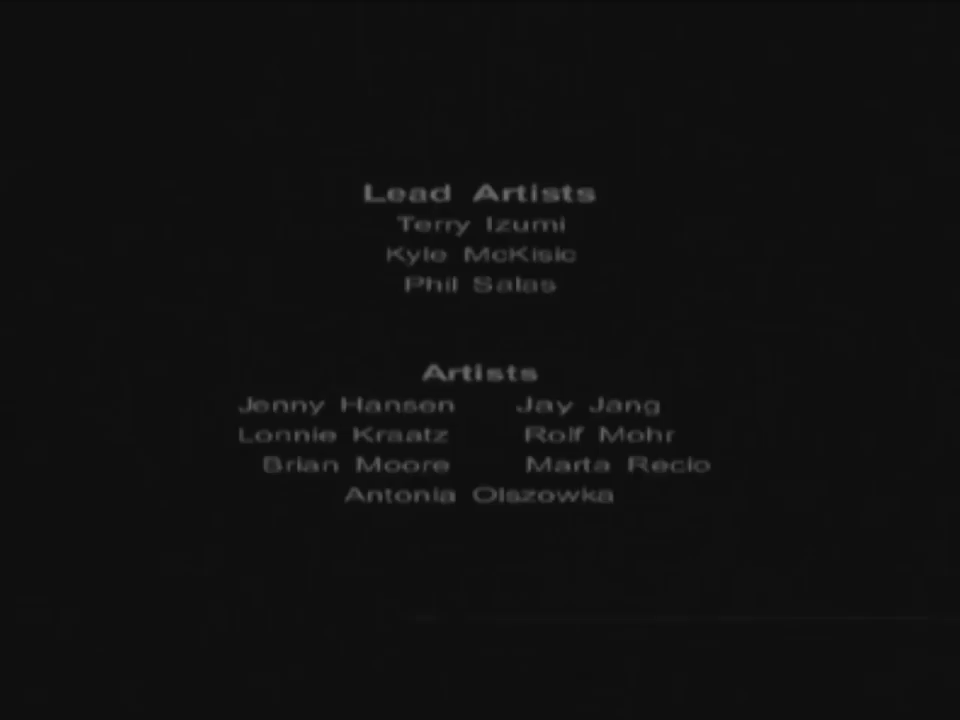 Lead Artists
Terry Izumi
Kyle McKisic
Phil Salas
Artists
Jenny Hansen Jay Jang
Lonnie Kraatz Rolf Mohr
Brian Moore Marta Recio
Antonia Olszowka